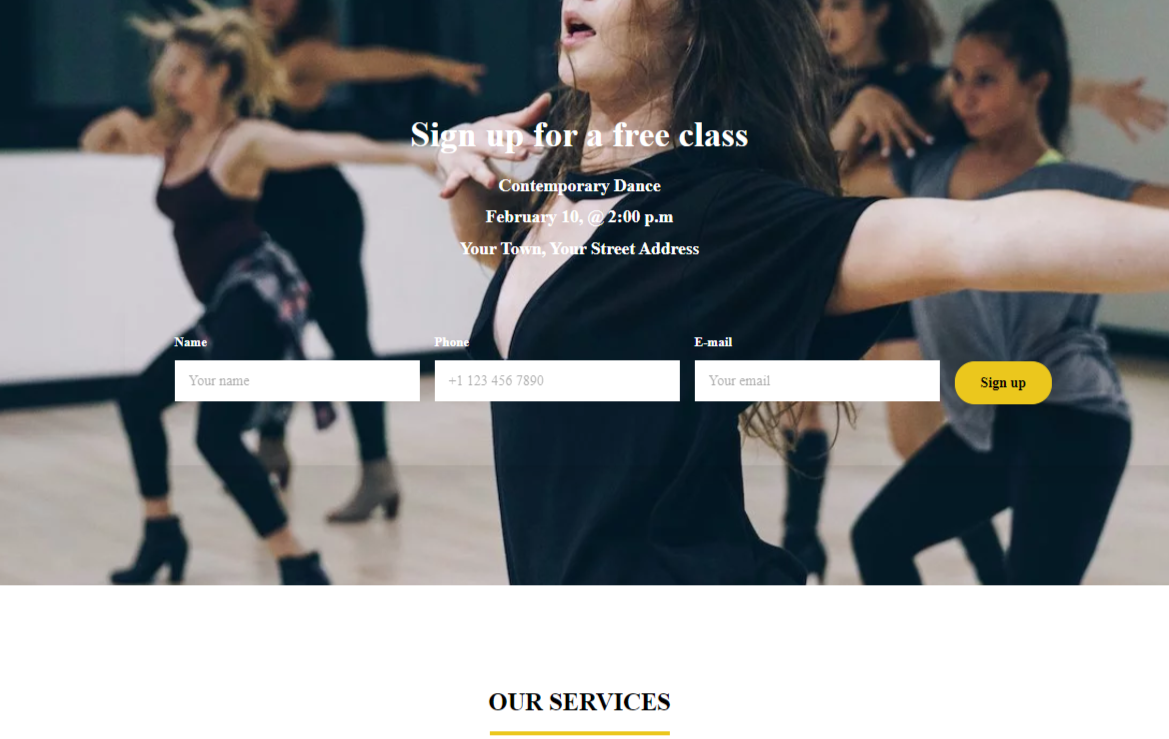 Sign up for a free class
Contemporary Dance
February 10, @ 2:00 p.m
Your Town, Your Street Address
Name
Phone
E-mail
Your name
+1 123 456 7890
Your email
Sign up
OUR SERVICES